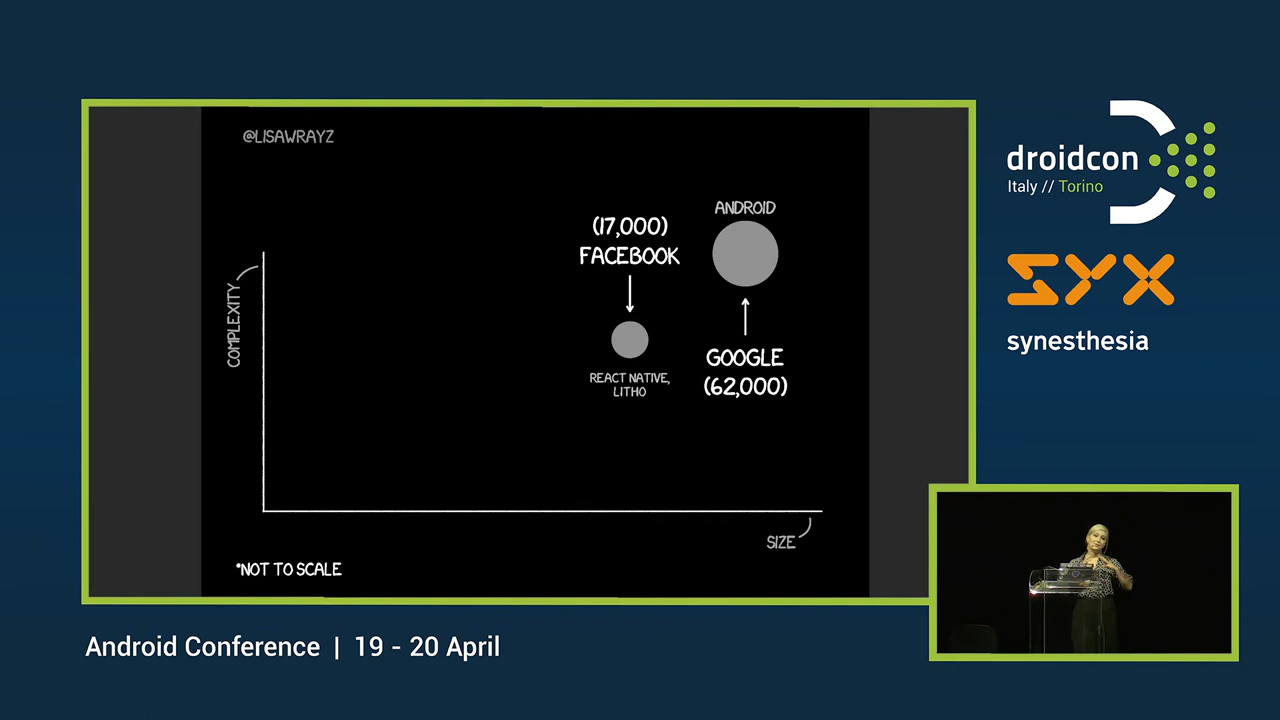 @LISAWRAYZ
(17,000)
FACEBOOK
ANDROID
REACT NATIVE,
LITHO
GOOGLE
(62,000)
COMPLEXITY
SIZE
*NOT TO SCALE
droidcon
Italy // Torino
SYX
synesthesia
Android Conference | 19 - 20 April